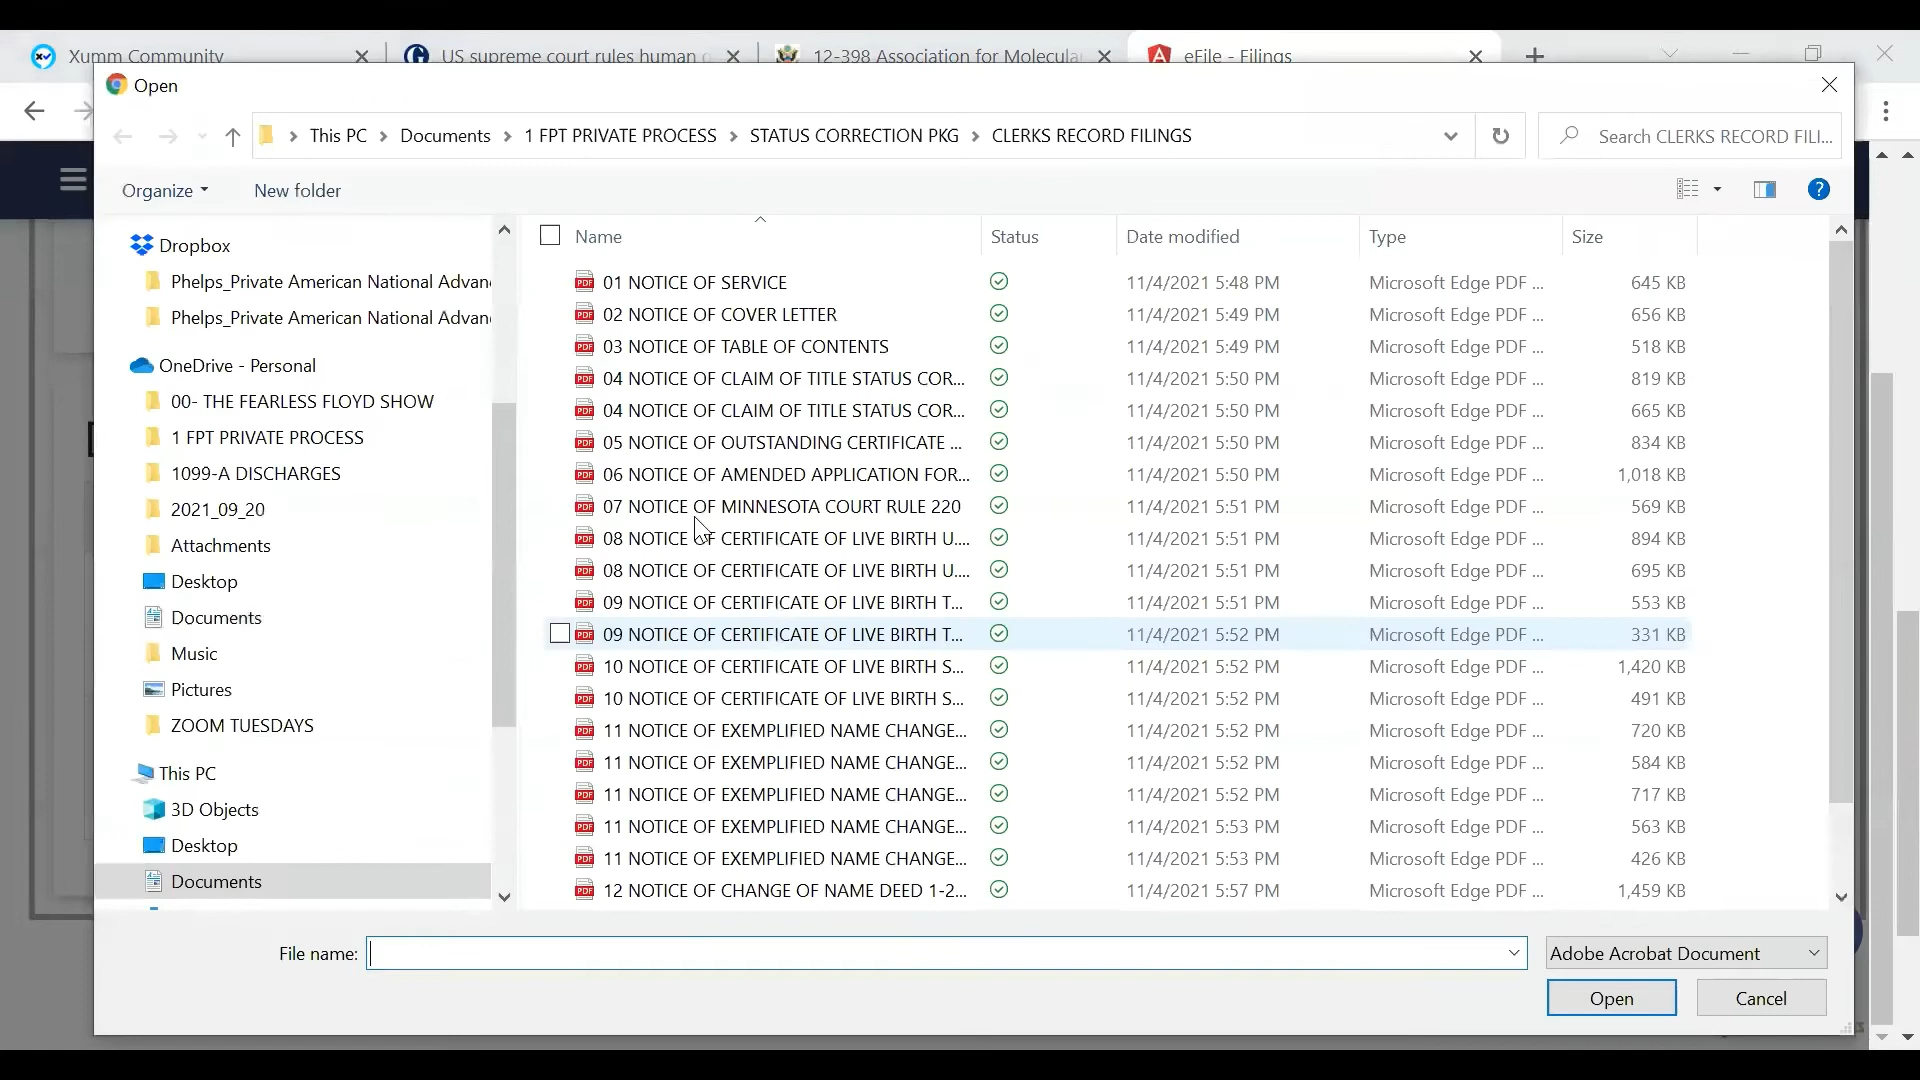 Xumm Community
US supreme court rules human
12-398 Association for Molecula
eFile - Filings
Open
This PC > Documents > 1 FPT PRIVATE PROCESS > STATUS CORRECTION PKG > CLERKS RECORD FILINGS
Search CLERKS RECORD FILI...
Organize
New folder
Name
Status
Date modified
Type
Size
Dropbox
Phelps_Private American National Advan
Phelps_Private American National Advan
OneDrive - Personal
00- THE FEARLESS FLOYD SHOW
1 FPT PRIVATE PROCESS
1099-A DISCHARGES
2021_09_20
Attachments
Desktop
Documents
Music
Pictures
ZOOM TUESDAYS
This PC
3D Objects
Desktop
Documents
01 NOTICE OF SERVICE 11/4/2021 5:48 PM Microsoft Edge PDF ... 645 KB
02 NOTICE OF COVER LETTER 11/4/2021 5:49 PM Microsoft Edge PDF ... 656 KB
03 NOTICE OF TABLE OF CONTENTS 11/4/2021 5:49 PM Microsoft Edge PDF ... 518 KB
04 NOTICE OF CLAIM OF TITLE STATUS COR... 11/4/2021 5:50 PM Microsoft Edge PDF ... 819 KB
04 NOTICE OF CLAIM OF TITLE STATUS COR... 11/4/2021 5:50 PM Microsoft Edge PDF ... 665 KB
05 NOTICE OF OUTSTANDING CERTIFICATE ... 11/4/2021 5:50 PM Microsoft Edge PDF ... 834 KB
06 NOTICE OF AMENDED APPLICATION FOR... 11/4/2021 5:50 PM Microsoft Edge PDF ... 1,018 KB
07 NOTICE OF MINNESOTA COURT RULE 220 11/4/2021 5:51 PM Microsoft Edge PDF ... 569 KB
08 NOTICE OF CERTIFICATE OF LIVE BIRTH U.... 11/4/2021 5:51 PM Microsoft Edge PDF ... 894 KB
08 NOTICE OF CERTIFICATE OF LIVE BIRTH U.... 11/4/2021 5:51 PM Microsoft Edge PDF ... 695 KB
09 NOTICE OF CERTIFICATE OF LIVE BIRTH T... 11/4/2021 5:51 PM Microsoft Edge PDF ... 553 KB
09 NOTICE OF CERTIFICATE OF LIVE BIRTH T... 11/4/2021 5:52 PM Microsoft Edge PDF ... 331 KB
10 NOTICE OF CERTIFICATE OF LIVE BIRTH S... 11/4/2021 5:52 PM Microsoft Edge PDF ... 1,420 KB
10 NOTICE OF CERTIFICATE OF LIVE BIRTH S... 11/4/2021 5:52 PM Microsoft Edge PDF ... 491 KB
11 NOTICE OF EXEMPLIFIED NAME CHANGE... 11/4/2021 5:52 PM Microsoft Edge PDF ... 720 KB
11 NOTICE OF EXEMPLIFIED NAME CHANGE... 11/4/2021 5:52 PM Microsoft Edge PDF ... 584 KB
11 NOTICE OF EXEMPLIFIED NAME CHANGE... 11/4/2021 5:52 PM Microsoft Edge PDF ... 717 KB
11 NOTICE OF EXEMPLIFIED NAME CHANGE... 11/4/2021 5:53 PM Microsoft Edge PDF ... 563 KB
11 NOTICE OF EXEMPLIFIED NAME CHANGE... 11/4/2021 5:53 PM Microsoft Edge PDF ... 426 KB
12 NOTICE OF CHANGE OF NAME DEED 1-2... 11/4/2021 5:57 PM Microsoft Edge PDF ... 1,459 KB
File name:
Adobe Acrobat Document
Open
Cancel